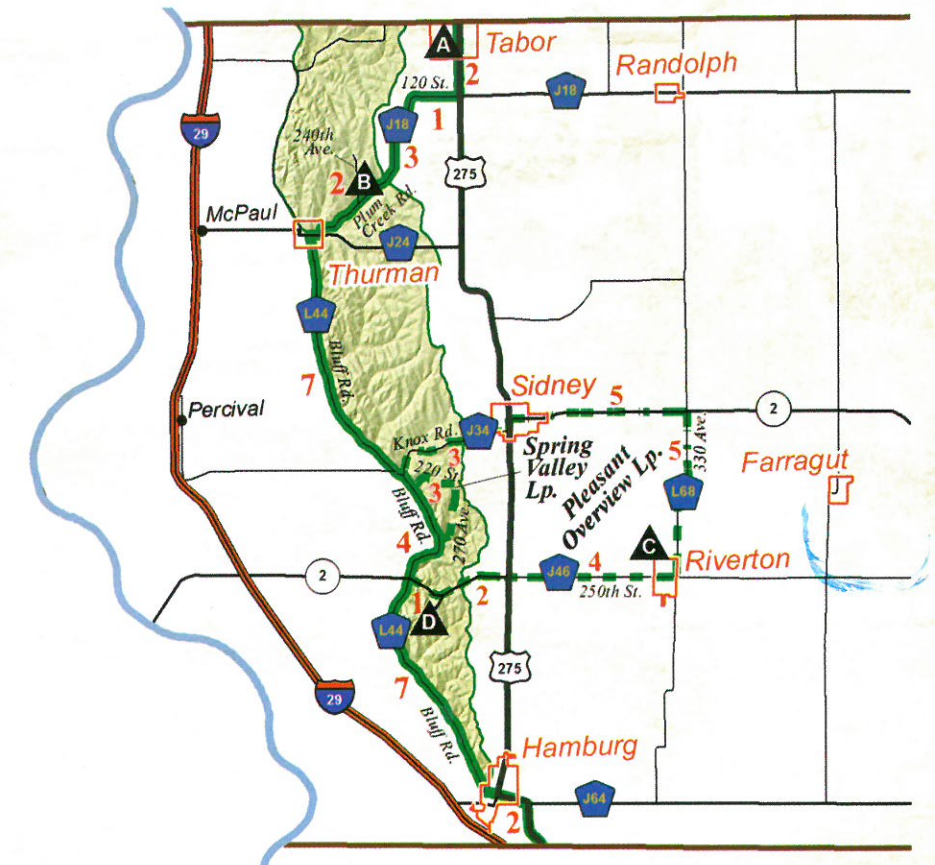 A
Tabor
2
Randolph
120 St.
J18
1
J18
29
240th
Ave.
3
275
2
B
Plum
Creek Rd.
McPaul
J24
Thurman
L44
Bluff Rd.
7
Sidney
5
2
Percival
J34
Knox Rd.
3
Spring
Valley
Lp.
Pleasant
Overview Lp.
5
330 Ave.
Farragut
220 St.
3
L68
Bluff Rd.
4
270 Ave.
C
Riverton
2
J46
4
250th St.
1
2
D
L44
275
7
29
Bluff Rd.
Hamburg
J64
2